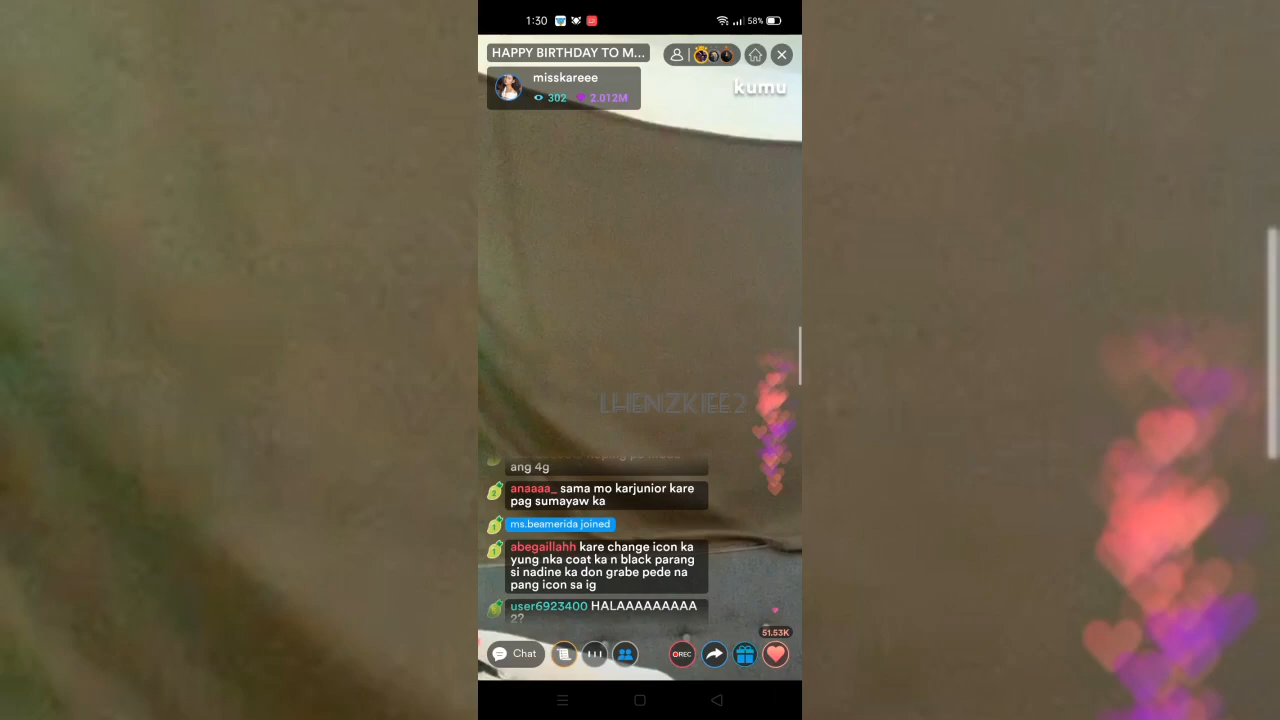 1:30
58%
HAPPY BIRTHDAY TO M...
misskareee
302 2.012M
kumu
LHENZKIEE2
ang 4g
anaaaa_ sama mo karjunior kare
pag sumayaw ka
ms.beamerida joined
abegaillahh kare change icon ka
yung nka coat ka n black parang
si nadine ka don grabe pede na
pang icon sa ig
user6923400 HALAAAAAAAAA
2?
51.53K
Chat
REC